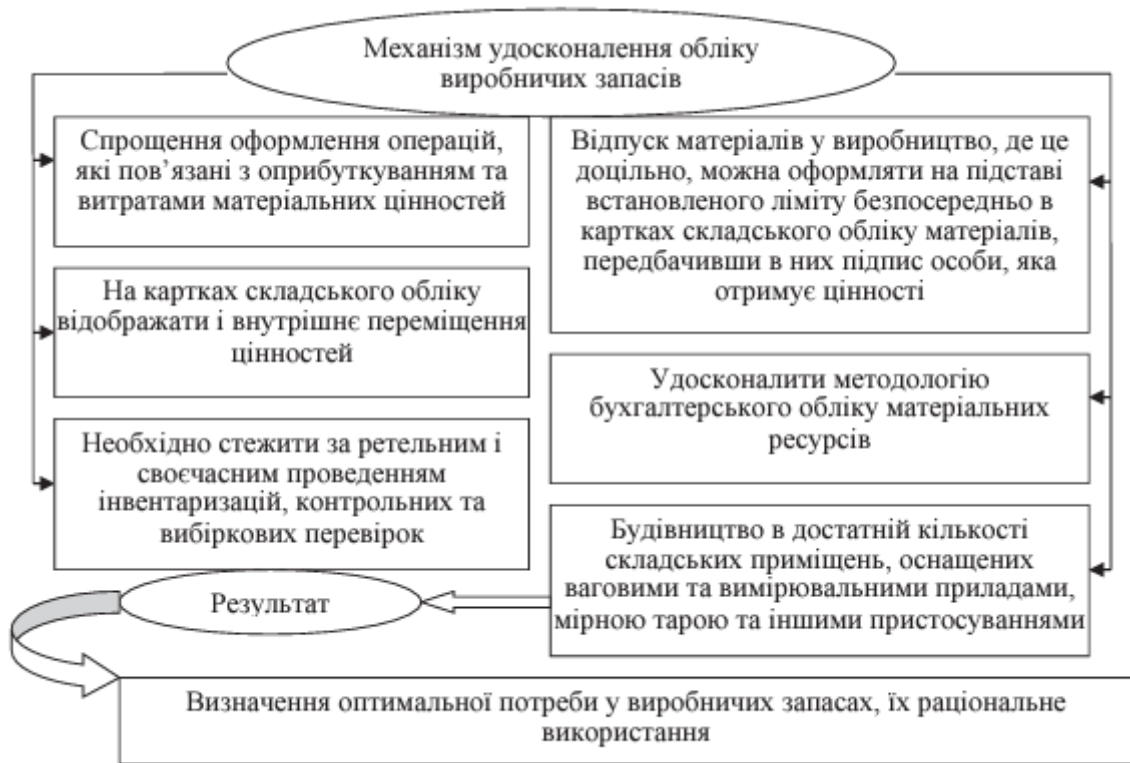 Механізм удосконалення обліку
виробничих запасів
Спрощення оформлення операцій,
які пов’язані з оприбуткуванням та
витратами матеріальних цінностей
На картках складського обліку
відображати і внутрішнє переміщення
цінностей
Необхідно стежити за ретельним і
своєчасним проведенням
інвентаризацій, контрольних та
вибіркових перевірок
Відпуск матеріалів у виробництво, де це
доцільно, можна оформляти на підставі
встановленого ліміту безпосередньо в
картках складського обліку матеріалів,
передбачивши в них підпис особи, яка
отримує цінності
Удосконалити методологію
бухгалтерського обліку матеріальних
ресурсів
Будівництво в достатній кількості
складських приміщень, оснащених
ваговими та вимірювальними приладами,
мірною тарою та іншими пристосуваннями
Результат
Визначення оптимальної потреби у виробничих запасах, їх раціональне
використання